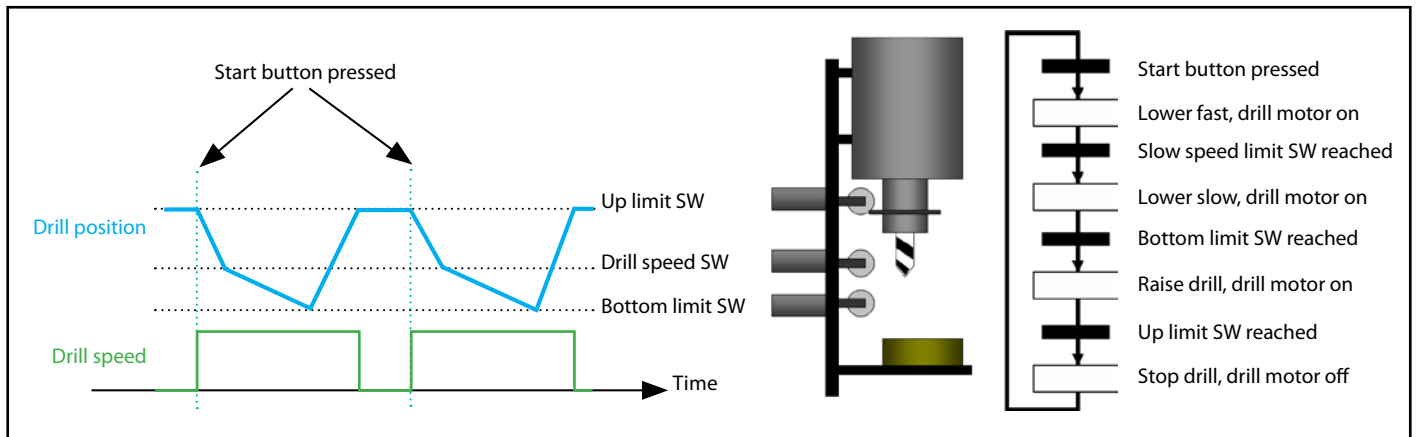 Start button pressed
Up limit SW
Drill position
Drill speed SW
Bottom limit SW
Drill speed
Time
Start button pressed
Lower fast, drill motor on
Slow speed limit SW reached
Lower slow, drill motor on
Bottom limit SW reached
Raise drill, drill motor on
Up limit SW reached
Stop drill, drill motor off